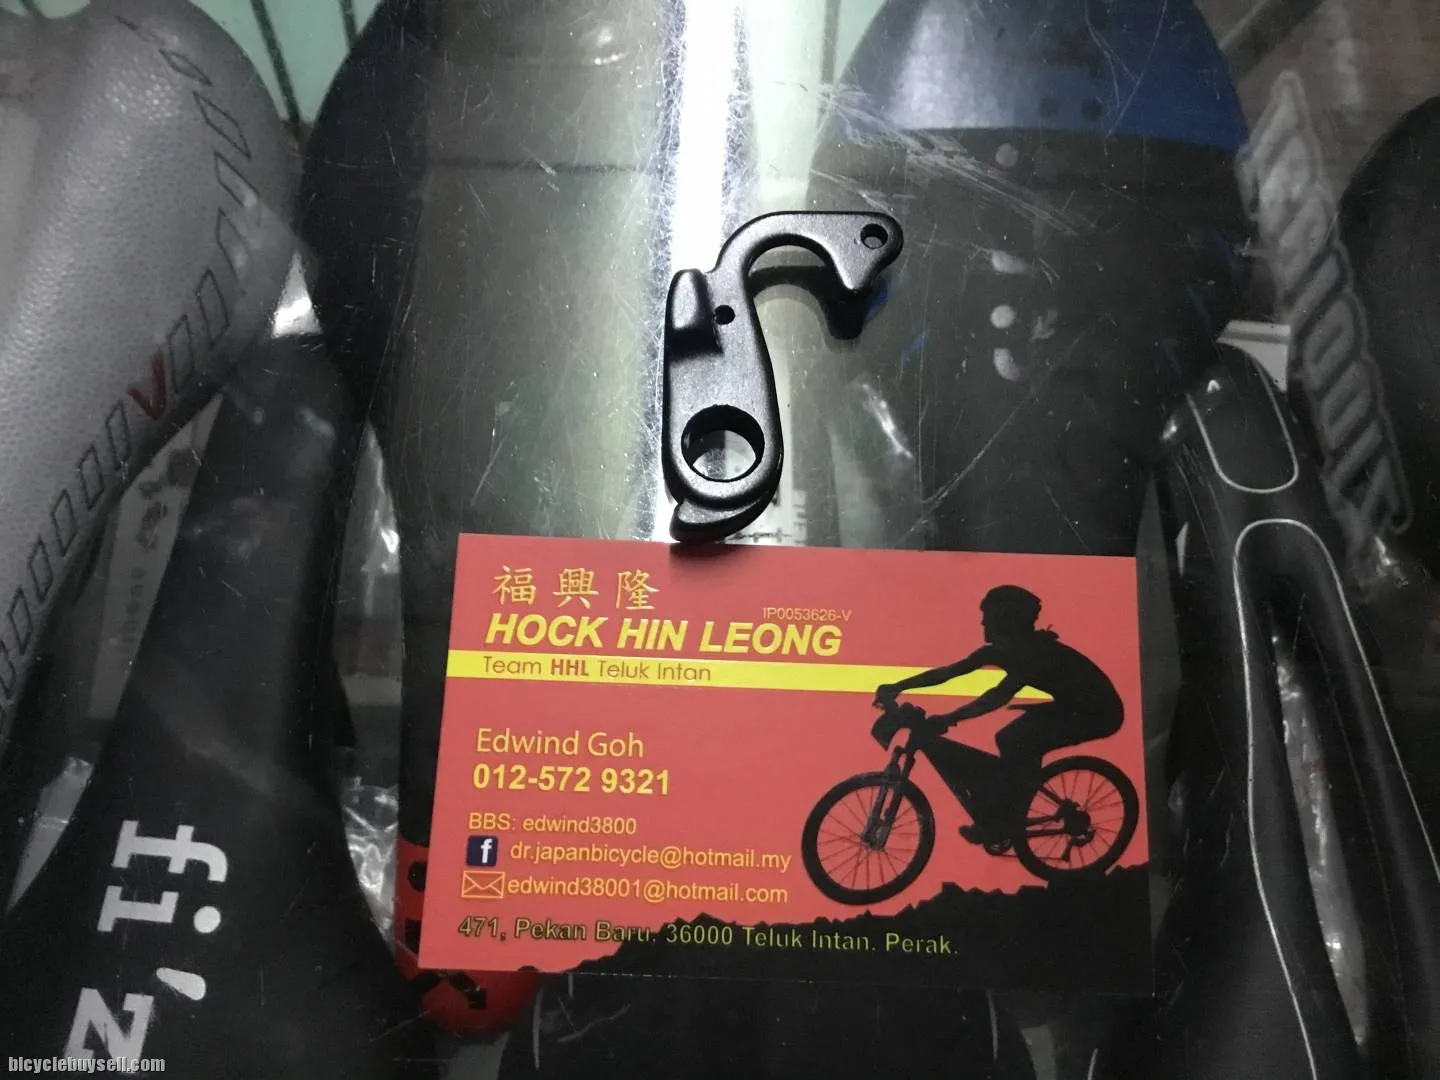 福興隆
IP0053626-V
HOCK HIN LEONG
Team HHL Teluk Intan
Edwind Goh
012-572 9321
BBS: edwind3800
f dr.japanbicycle@hotmail.my
edwind38001@hotmail.com
471, Pekan Baru. 36000 Teluk Intan. Perak.
fi'z
bicyclebuysell.com